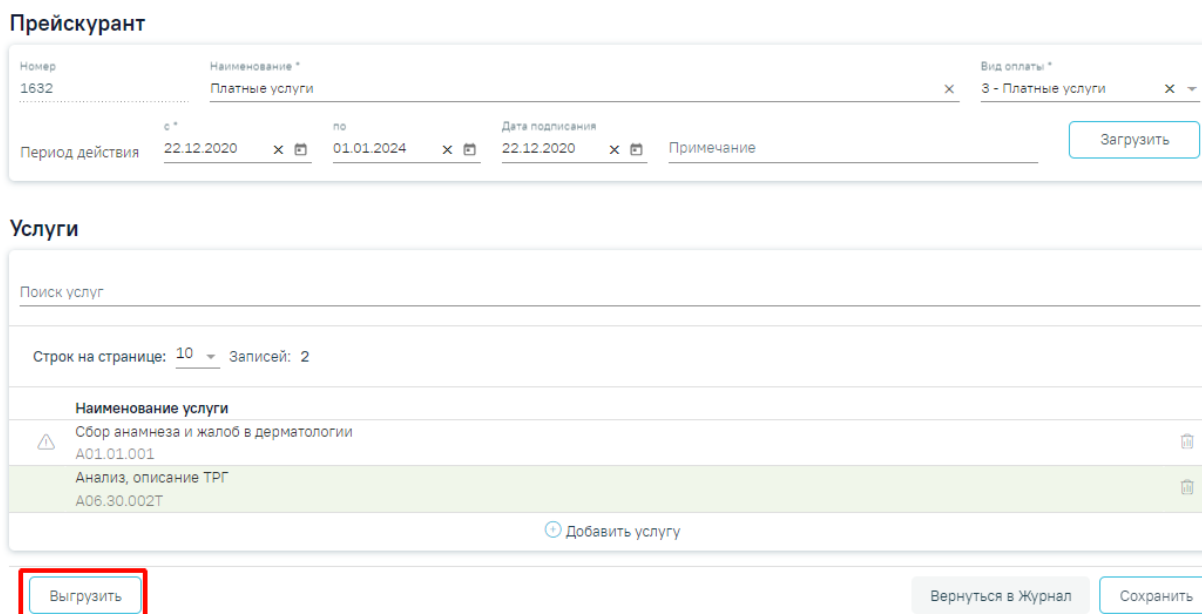 Прейскурант
Номер Наименование * Вид оплаты *
1632 Платные услуги 3 - Платные услуги
с * по Дата подписания
Период действия 22.12.2020 01.01.2024 22.12.2020 Примечание Загрузить
Услуги
Поиск услуг
Строк на странице: 10 Записей: 2
Наименование услуги
Сбор анамнеза и жалоб в дерматологии
A01.01.001
Анализ, описание ТРГ
A06.30.002Т
Добавить услугу
Выгрузить Вернуться в Журнал Сохранить